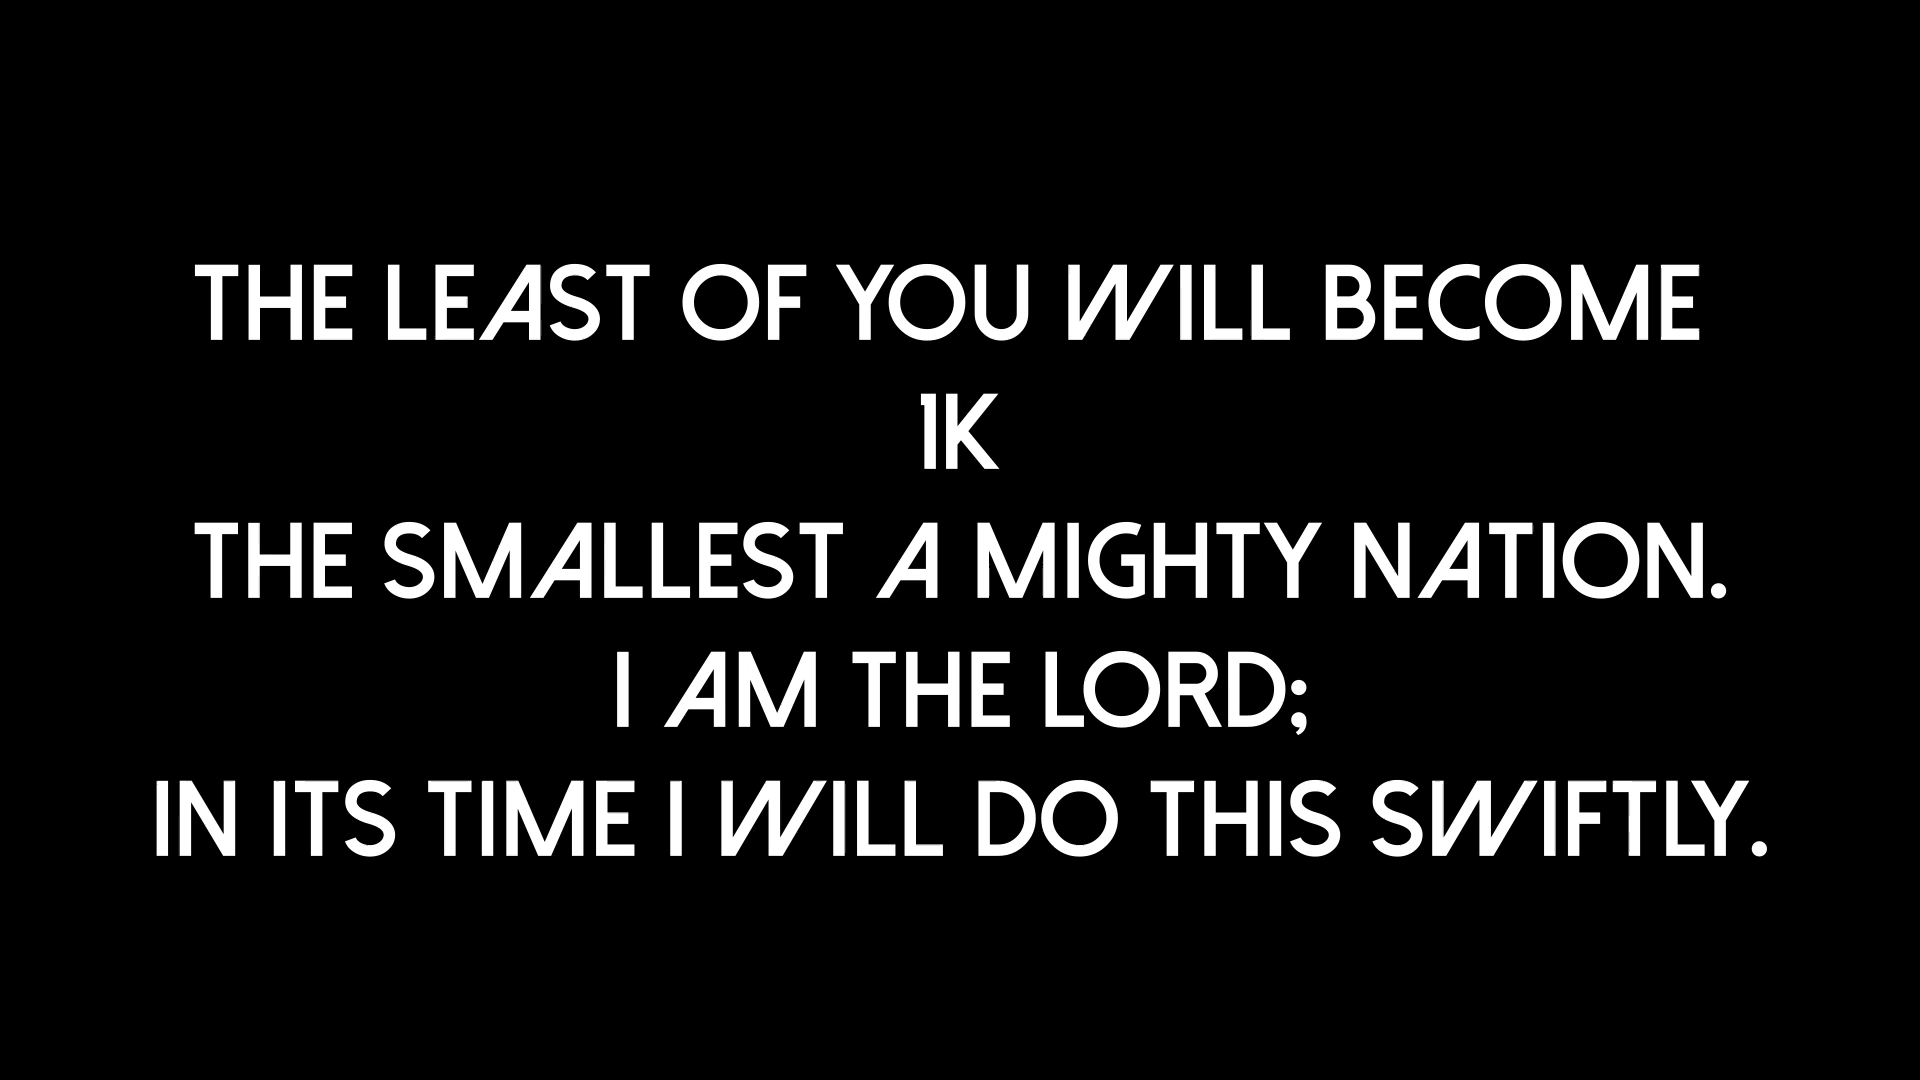 THE LEAST OF YOU WILL BECOME
1K
THE SMALLEST A MIGHTY NATION.
I AM THE LORD;
IN ITS TIME I WILL DO THIS SWIFTLY.